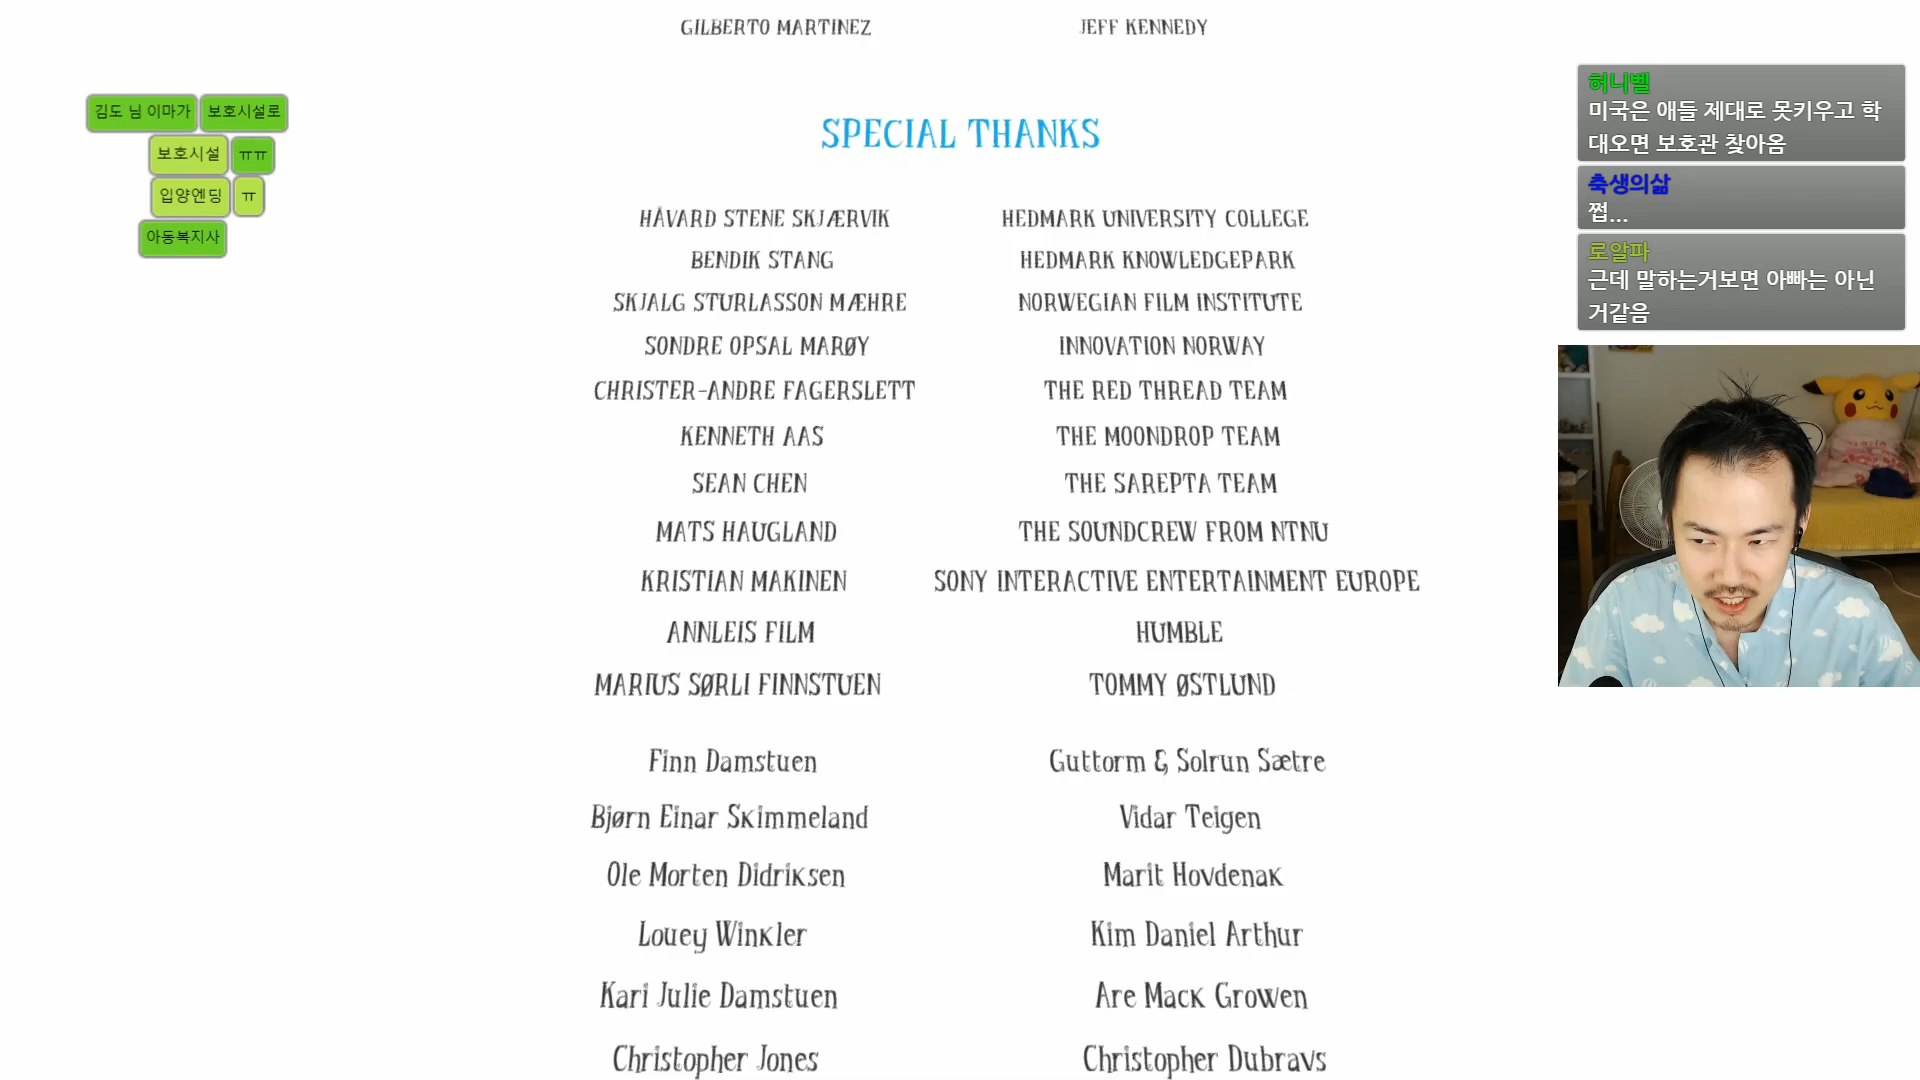 GILBERTO MARTINEZ
JEFF KENNEDY
SPECIAL THANKS
HÅVARD STENE SKJÆRVIK
HEDMARK UNIVERSITY COLLEGE
BENDIK STANG
HEDMARK KNOWLEDGEPARK
SKJALG STURLASSON MÆHRE
NORWEGIAN FILM INSTITUTE
SONDRE OPSAL MARØY
INNOVATION NORWAY
CHRISTER-ANDRE FAGERSLETT
THE RED THREAD TEAM
KENNETH AAS
THE MOONDROP TEAM
SEAN CHEN
THE SAREPTA TEAM
MATS HAUGLAND
THE SOUNDCREW FROM NTNU
KRISTIAN MAKINEN
SONY INTERACTIVE ENTERTAINMENT EUROPE
ANNLEIS FILM
HUMBLE
MARIUS SØRLI FINNSTUEN
TOMMY ØSTLUND
Finn Damstuen
Guttorm & Solrun Sætre
Bjørn Einar Skimmeland
Vidar Teigen
Ole Morten Didriksen
Marit Hovdenak
Louey Winkler
Kim Daniel Arthur
Kari Julie Damstuen
Are Mack Growen
Christopher Jones
Christopher Dubravs
김도 님 이마가 보호시설로
보호시설 ㅠㅠ
입양엔딩 ㅠ
아동복지사
허니벨
미국은 애들 제대로 못키우고 학
대오면 보호관 찾아옴
축생의삶
쩝...
로알파
근데 말하는거보면 아빠는 아닌
거같음